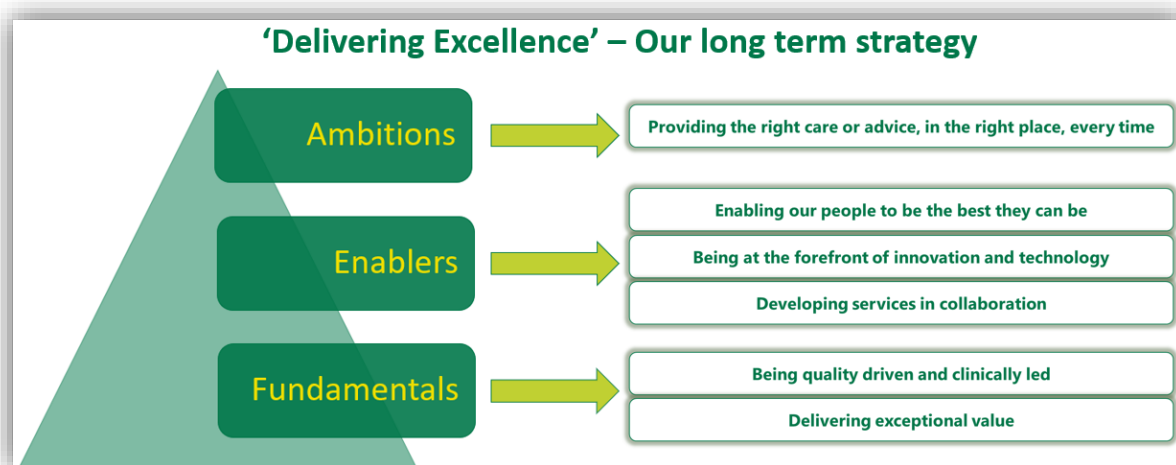 ‘Delivering Excellence’ – Our long term strategy
Ambitions
Providing the right care or advice, in the right place, every time
Enablers
Enabling our people to be the best they can be
Being at the forefront of innovation and technology
Developing services in collaboration
Fundamentals
Being quality driven and clinically led
Delivering exceptional value